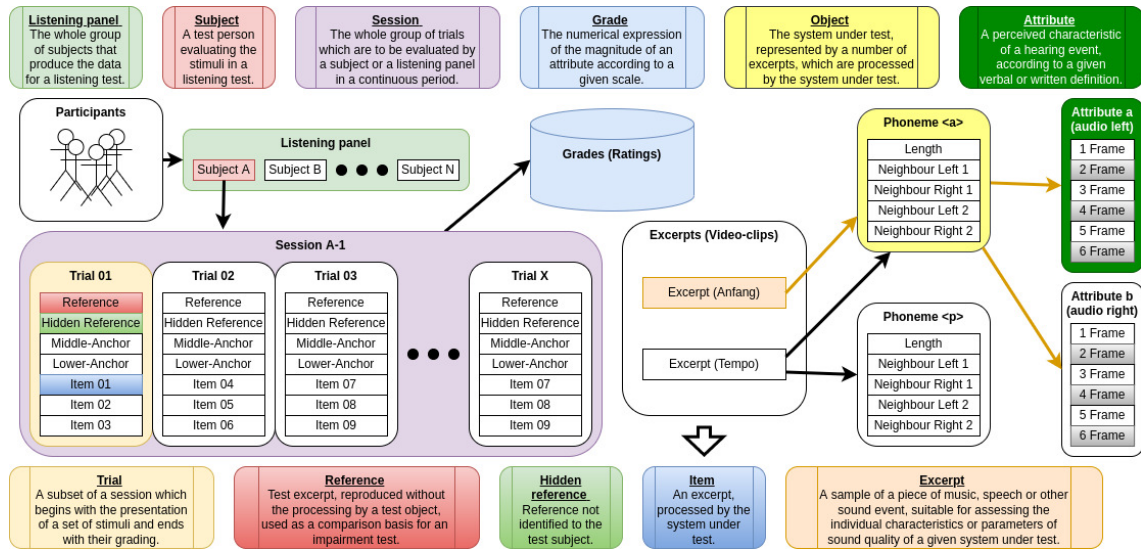 Listening panel
The whole group
of subjects that
produce the data
for a listening test.
Subject
A test person
evaluating the
stimuli in a
listening test.
Session
The whole group of trials
which are to be evaluated by
a subject or a listening panel
in a continuous period.
Grade
The numerical expression
of the magnitude of an
attribute according to a
given scale.
Object
The system under test,
represented by a number of
excerpts, which are processed
by the system under test.
Attribute
A perceived characteristic
of a hearing event,
according to a given
verbal or written definition.
Participants
Listening panel
Subject A
Subject B
Subject N
Grades (Ratings)
Session A-1
Trial 01
Reference
Hidden Reference
Middle-Anchor
Lower-Anchor
Item 01
Item 02
Item 03
Trial 02
Reference
Hidden Reference
Middle-Anchor
Lower-Anchor
Item 04
Item 05
Item 06
Trial 03
Reference
Hidden Reference
Middle-Anchor
Lower-Anchor
Item 07
Item 08
Item 09
Trial X
Reference
Hidden Reference
Middle-Anchor
Lower-Anchor
Item 07
Item 08
Item 09
Excerpts (Video-clips)
Excerpt (Anfang)
Excerpt (Tempo)
Phoneme <a>
Length
Neighbour Left 1
Neighbour Right 1
Neighbour Left 2
Neighbour Right 2
Phoneme <p>
Length
Neighbour Left 1
Neighbour Right 1
Neighbour Left 2
Neighbour Right 2
Attribute a
(audio left)
1 Frame
2 Frame
3 Frame
4 Frame
5 Frame
6 Frame
Attribute b
(audio right)
1 Frame
2 Frame
3 Frame
4 Frame
5 Frame
6 Frame
Trial
A subset of a session which
begins with the presentation
of a set of stimuli and ends
with their grading.
Reference
Test excerpt, reproduced without
the processing by a test object,
used as a comparison basis for an
impairment test.
Hidden
reference
Reference not
identified to the
test subject.
Item
An excerpt,
processed by the
system under
test.
Excerpt
A sample of a piece of music, speech or other
sound event, suitable for assessing the
individual characteristics or parameters of
sound quality of a given system under test.